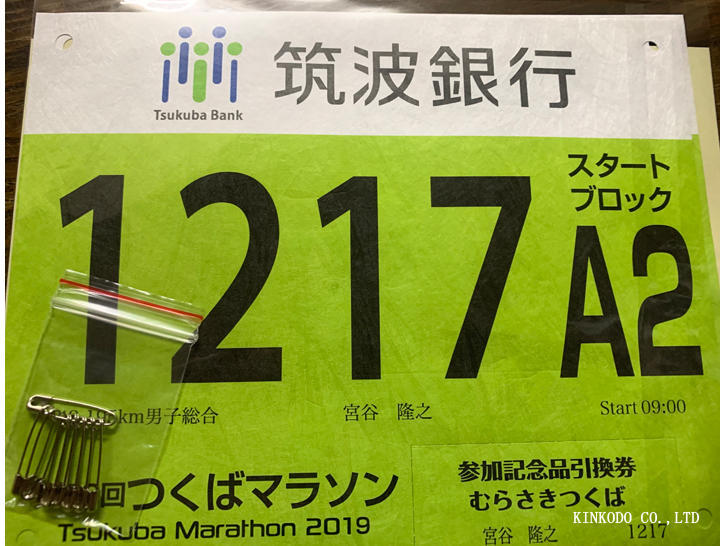 Tsukuba Bank
筑波銀行
スタート
ブロック
1217
A2
km男子総合
宮谷 隆之
Start 09:00
回つくばマラソン
Tsukuba Marathon 2019
参加記念品引換券
むらさきつくば
宮谷 隆之 1217
KINKODO CO.,LTD